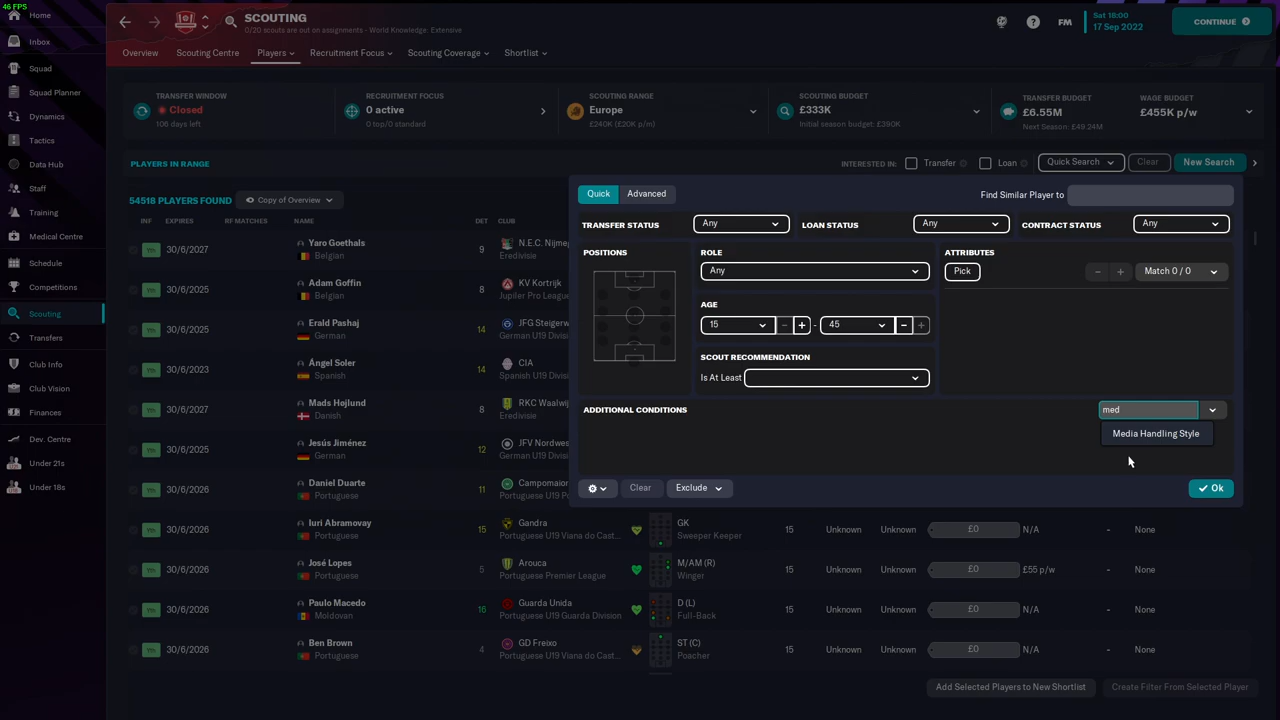 46 FPS
Home
SCOUTING
0/20 scouts are out on assignments - World Knowledge: Extensive
FM
Sat 16:00
17 Sep 2022
CONTINUE
Inbox
Overview
Scouting Centre
Players
Recruitment Focus
Scouting Coverage
Shortlist
Squad
Squad Planner
Dynamics
Tactics
Data Hub
Staff
Training
Medical Centre
Schedule
Competitions
Scouting
Transfers
Club Info
Club Vision
Finances
Dev. Centre
Under 21s
Under 18s
TRANSFER WINDOW
Closed
106 days left
RECRUITMENT FOCUS
0 active
0 top/0 standard
SCOUTING RANGE
Europe
£240K (£20K p/m)
SCOUTING BUDGET
£333K
Initial season budget: £390K
TRANSFER BUDGET
£6.55M
Next Season: £49.24M
WAGE BUDGET
£455K p/w
PLAYERS IN RANGE
INTERESTED IN:
Transfer
Loan
Quick Search
Clear
New Search
54518 PLAYERS FOUND
Copy of Overview
INF EXPIRES RF MATCHES NAME DET CLUB
Yth 30/6/2027 Yaro Goethals 9 N.E.C. Nijme
Belgian Eredivisie
Yth 30/6/2025 Adam Goffin 8 KV Kortrijk
Belgian Jupiler Pro League
Yth 30/6/2025 Erald Pashaj 14 JFG Steigerw
German German U19 Divisi
Yth 30/6/2023 Ángel Soler 14 CIA
Spanish Spanish U19 Divis
Yth 30/6/2027 Mads Højlund 8 RKC Waalwij
Danish Eredivisie
Yth 30/6/2025 Jesús Jiménez 12 JFV Nordwes
German German U19 Divisi
Yth 30/6/2026 Daniel Duarte 11 Campomaior
Portuguese Portuguese U19 Po
Yth 30/6/2026 Iuri Abramovay 15 Gandra GK 15 Unknown Unknown £0 N/A - None
Portuguese Portuguese U19 Viana do Cast... Sweeper Keeper
Yth 30/6/2026 José Lopes 5 Arouca M/AM (R) 15 Unknown Unknown £0 £55 p/w - None
Portuguese Portuguese Premier League Winger
Yth 30/6/2026 Paulo Macedo 16 Guarda Unida D (L) 15 Unknown Unknown £0 N/A - None
Moldovan Portuguese U19 Guarda Division Full-Back
Yth 30/6/2026 Ben Brown 4 GD Freixo ST (C) 15 Unknown Unknown £0 N/A - None
Portuguese Portuguese U19 Viana do Cast... Poacher
Quick
Advanced
Find Similar Player to
TRANSFER STATUS
Any
LOAN STATUS
Any
CONTRACT STATUS
Any
POSITIONS
ROLE
Any
ATTRIBUTES
Pick
Match 0 / 0
AGE
15
- + -
45
- +
SCOUT RECOMMENDATION
Is At Least
ADDITIONAL CONDITIONS
med
Media Handling Style
Clear
Exclude
Ok
Add Selected Players to New Shortlist
Create Filter From Selected Player